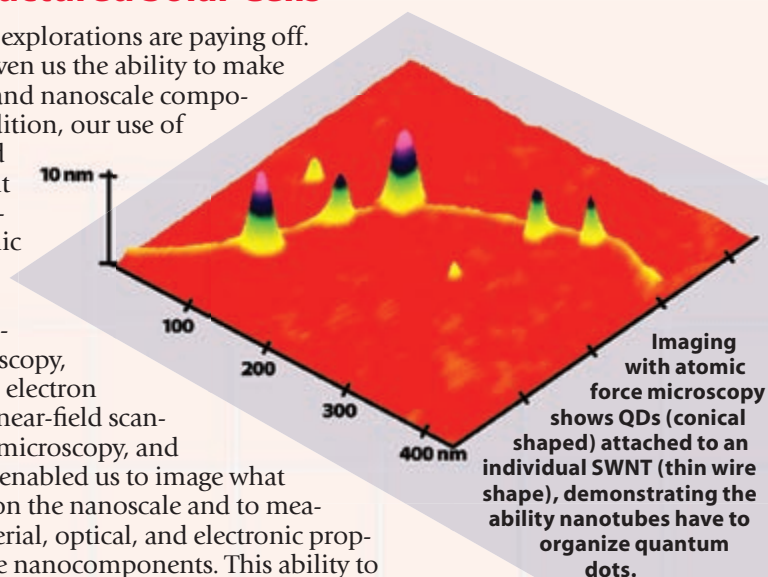 explorations are paying off.
ven us the ability to make
and nanoscale compo-
dition, our use of
10 nm
100
200
300
400 nm
scopy,
electron
near-field scan-
microscopy, and
enabled us to image what
on the nanoscale and to mea-
erial, optical, and electronic prop-
e nanocomponents. This ability to
Imaging
with atomic
force microscopy
shows QDs (conical
shaped) attached to an
individual SWNT (thin wire
shape), demonstrating the
ability nanotubes have to
organize quantum
dots.